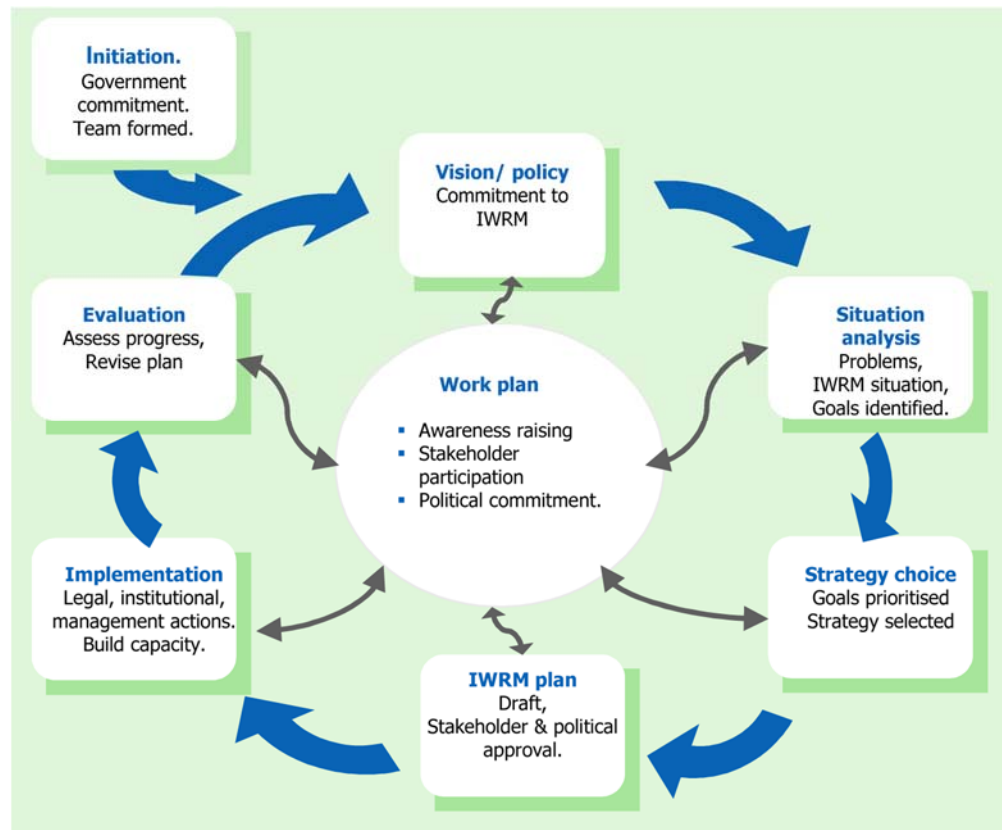 Initiation.
Government
commitment.
Team formed.
Vision/ policy
Commitment to
IWRM
Situation
analysis
Problems,
IWRM situation,
Goals identified.
Strategy choice
Goals prioritised
Strategy selected
IWRM plan
Draft,
Stakeholder & political
approval.
Implementation
Legal, institutional,
management actions.
Build capacity.
Evaluation
Assess progress,
Revise plan
Work plan
▪ Awareness raising
▪ Stakeholder
participation
▪ Political commitment.